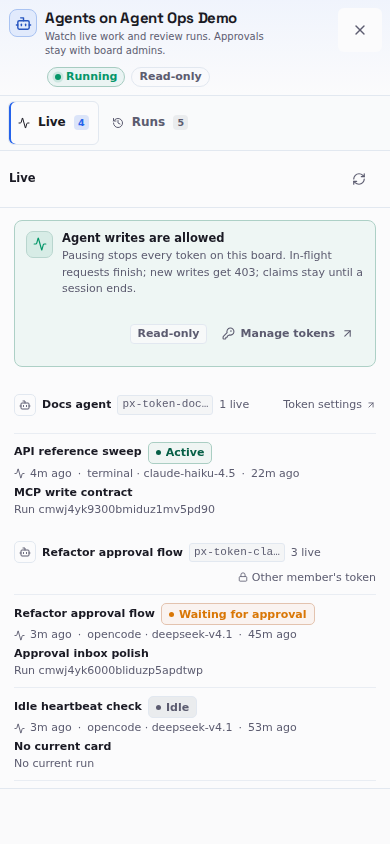 Agents on Agent Ops Demo
Watch live work and review runs. Approvals
stay with board admins.
Running Read-only
Live 4 Runs 5
Live
Agent writes are allowed
Pausing stops every token on this board. In-flight
requests finish; new writes get 403; claims stay until a
session ends.
Read-only Manage tokens
Docs agent px-token-doc… 1 live Token settings
API reference sweep Active
4m ago · terminal · claude-haiku-4.5 · 22m ago
MCP write contract
Run cmwj4yk9300bmiduz1mv5pd90
Refactor approval flow px-token-cla… 3 live
Other member's token
Refactor approval flow Waiting for approval
3m ago · opencode · deepseek-v4.1 · 45m ago
Approval inbox polish
Run cmwj4yk6000bliduzp5apdtwp
Idle heartbeat check Idle
3m ago · opencode · deepseek-v4.1 · 53m ago
No current card
No current run